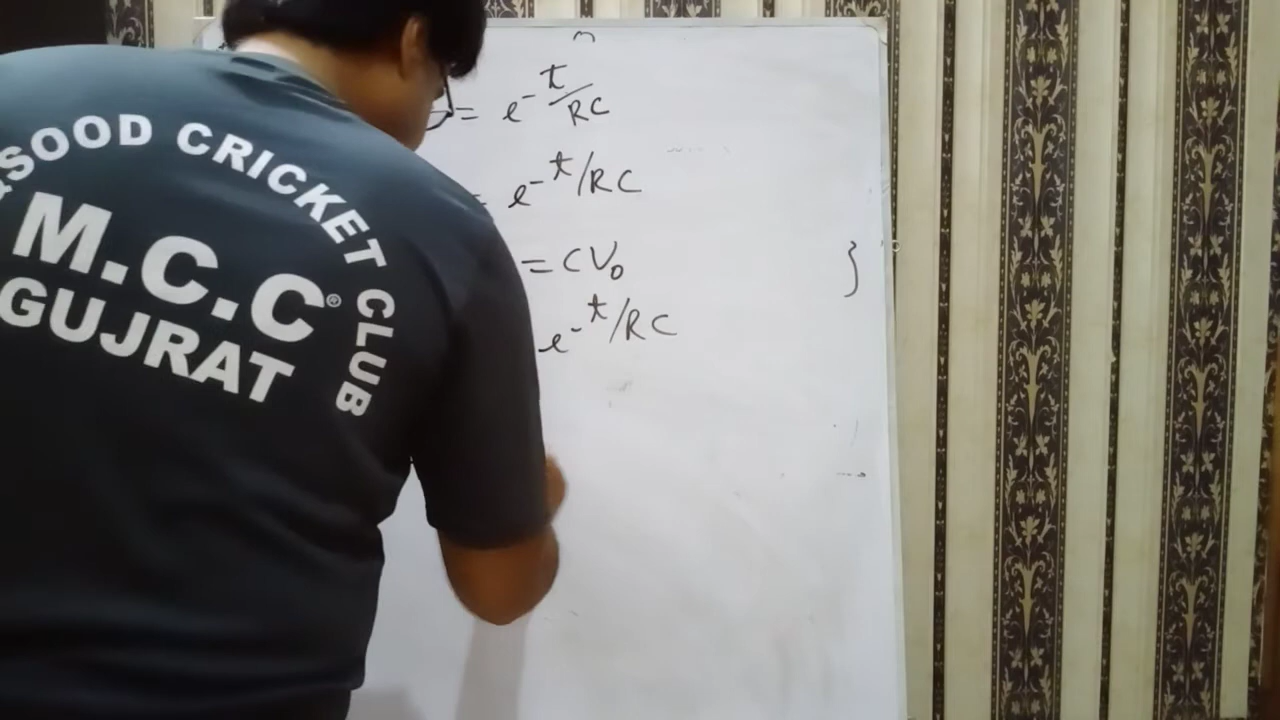 SOOD CRICKET CLUB
M.C.C®
GUJRAT
= e^-t/RC
= e^-t/RC
= CV₀
e^-t/RC
}